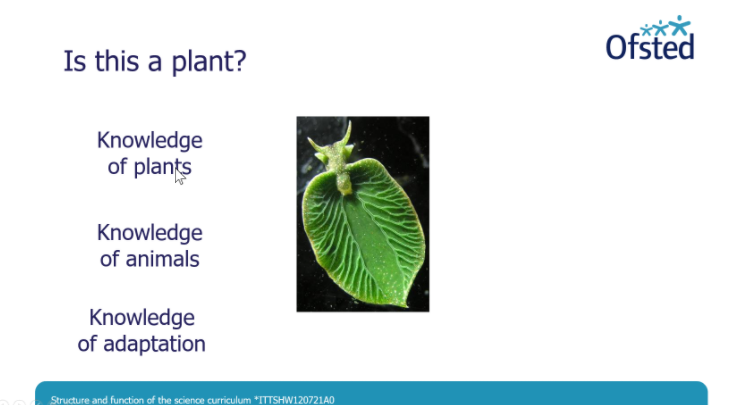 Ofsted
Is this a plant?
Knowledge
of plants
Knowledge
of animals
Knowledge
of adaptation
Structure and function of the science curriculum *ITTSHW120721A0